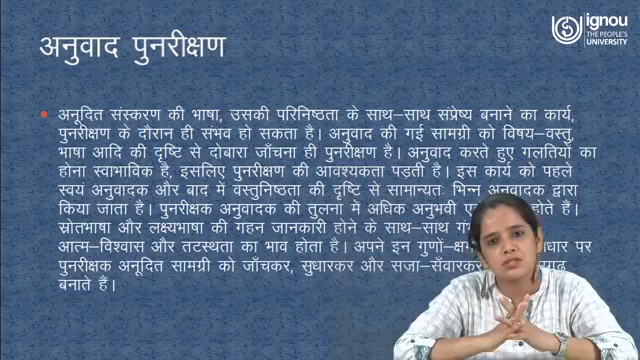 ignou
THE PEOPLE'S
UNIVERSITY
अनुवाद पुनरीक्षण
अनूदित संस्करण की भाषा, उसकी परिनिष्ठता के साथ–साथ संप्रेष्य बनाने का कार्य,
पुनरीक्षण के दौरान ही संभव हो सकता है। अनुवाद की गई सामग्री को विषय–वस्तु,
भाषा आदि की दृष्टि से दोबारा जाँचना ही पुनरीक्षण है। अनुवाद करते हुए गलतियों का
होना स्वाभाविक है, इसलिए पुनरीक्षण की आवश्यकता पड़ती है। इस कार्य को पहले
स्वयं अनुवादक और बाद में वस्तुनिष्ठता की दृष्टि से सामान्यतः भिन्न अनुवादक द्वारा
किया जाता है। पुनरीक्षक अनुवादक की तुलना में अधिक अनुभवी होते हैं।
स्रोतभाषा और लक्ष्यभाषा की गहन जानकारी होने के साथ–साथ
आत्म–विश्वास और तटस्थता का भाव होता है। अपने इन गुणों पर
पुनरीक्षक अनूदित सामग्री को जाँचकर, सुधारकर और सजा–सँवारकर
बनाते हैं।